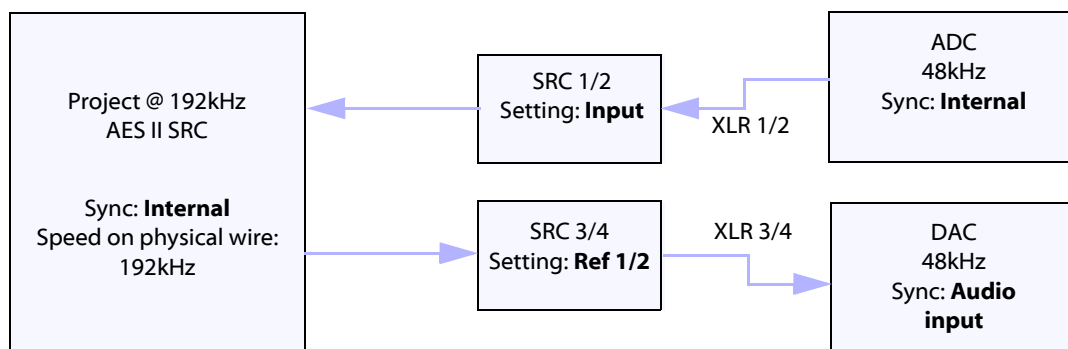 Project @ 192kHz
AES II SRC
Sync: Internal
Speed on physical wire:
192kHz
SRC 1/2
Setting: Input
XLR 1/2
ADC
48kHz
Sync: Internal
SRC 3/4
Setting: Ref 1/2
XLR 3/4
DAC
48kHz
Sync: Audio
input